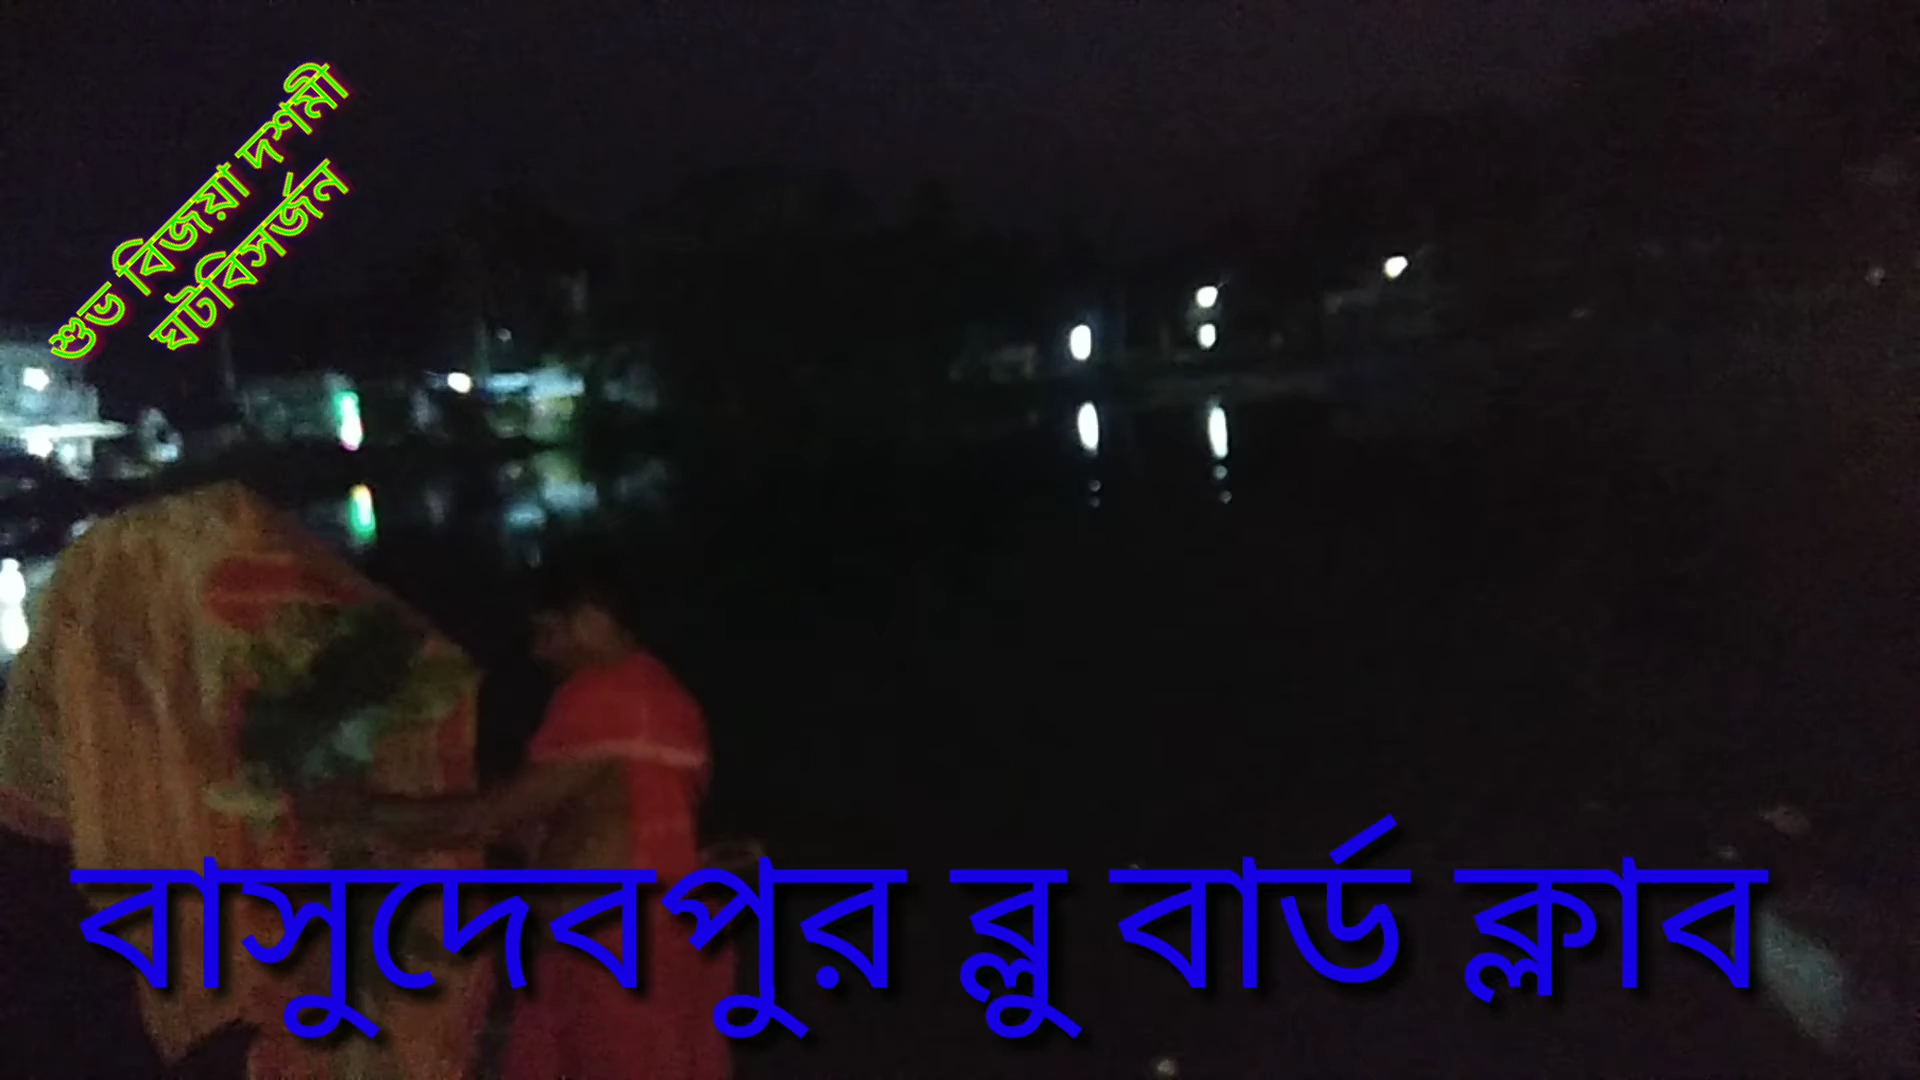 শুভ বিজয়া দশমী
ঘটবিসর্জন
বাসুদেবপুর ব্লু বার্ড ক্লাব